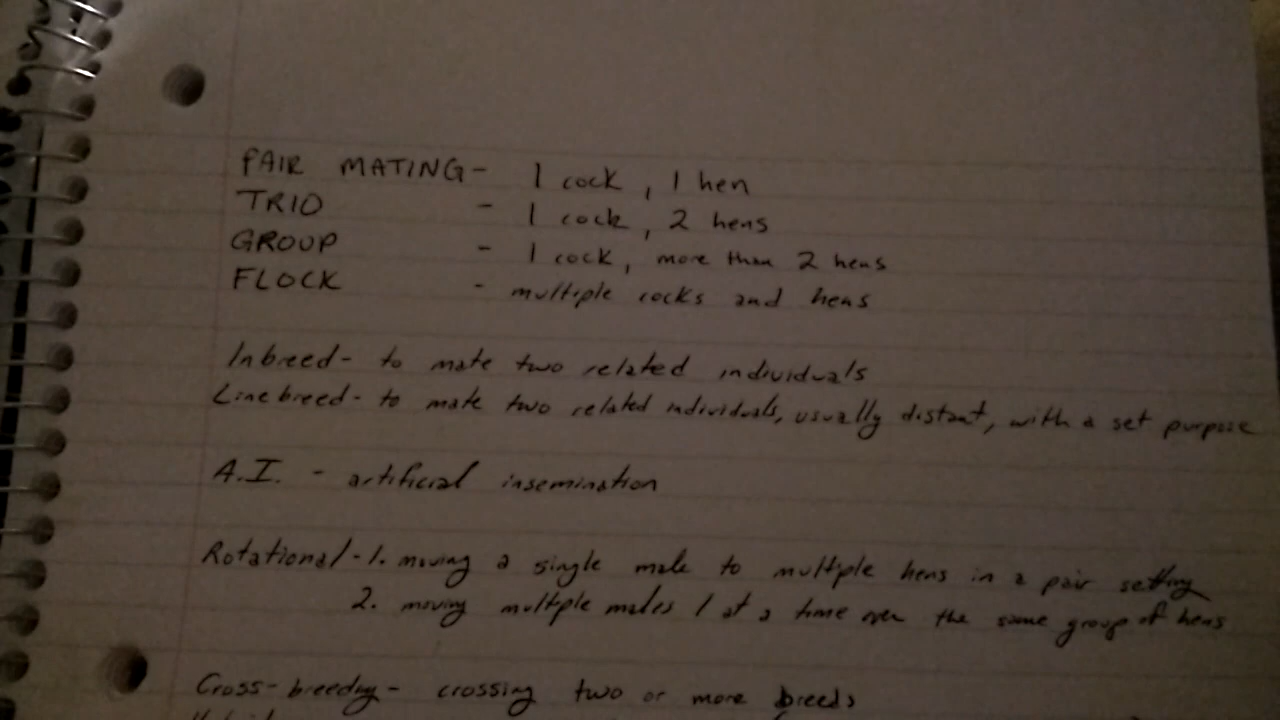 PAIR MATING - 1 cock, 1 hen
TRIO - 1 cock, 2 hens
GROUP - 1 cock, more than 2 hens
FLOCK - multiple cocks and hens
Inbreed - to mate two related individuals
Linebreed - to mate two related individuals, usually distant, with a set purpose
A.I. - artificial insemination
Rotational - 1. moving a single male to multiple hens in a pair setting
2. moving multiple males 1 at a time over the same group of hens
Cross-breeding - crossing two or more breeds